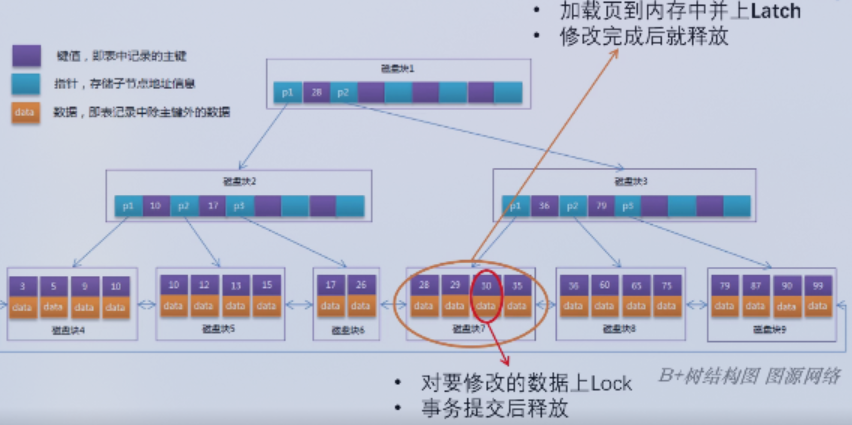 • 加载页到内存中并上Latch
• 修改完成后就释放
键值，即表中记录的主键
指针，存储子节点地址信息
data 数据，即表记录中除主键外的数据
磁盘块1
p1 28 p2
磁盘块2
p1 10 p2 17 p3
磁盘块3
p1 36 p2 79 p3
3 5 9 10
data data data data
磁盘块4
10 12 13 15
data data data data
磁盘块5
17 26
data data
磁盘块6
28 29 30 35
data data data data
磁盘块7
36 60 65 75
data data data data
磁盘块8
79 87 90 99
data data data data
磁盘块9
• 对要修改的数据上Lock
• 事务提交后释放
B+树结构图 图源网络